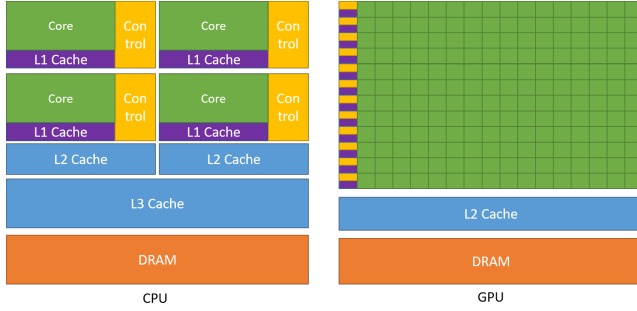 Core
Con
trol
L1 Cache
Core
Con
trol
L1 Cache
Core
Con
trol
L1 Cache
Core
Con
trol
L1 Cache
L2 Cache
L2 Cache
L3 Cache
DRAM
CPU
L2 Cache
DRAM
GPU